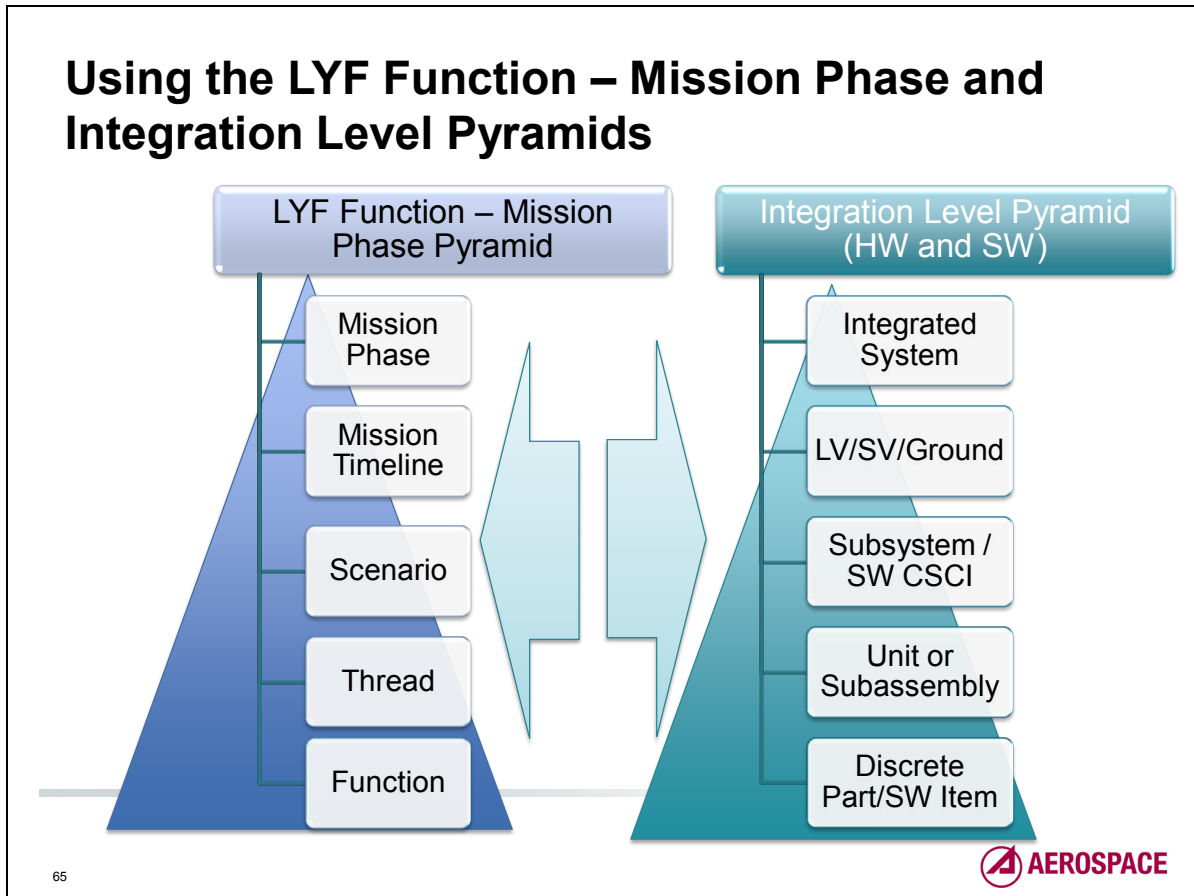 Using the LYF Function – Mission Phase and
Integration Level Pyramids
LYF Function – Mission
Phase Pyramid
Mission
Phase
Mission
Timeline
Scenario
Thread
Function
Integration Level Pyramid
(HW and SW)
Integrated
System
LV/SV/Ground
Subsystem /
SW CSCI
Unit or
Subassembly
Discrete
Part/SW Item
65
AEROSPACE